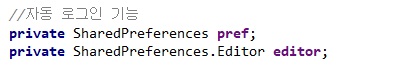 //자동 로그인 기능
private SharedPreferences pref;
private SharedPreferences.Editor editor;